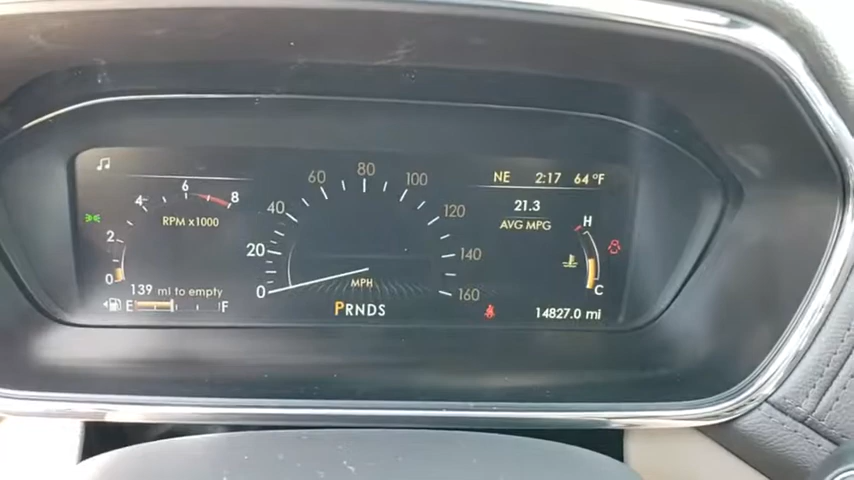 0 2 4 6 8
RPM x1000
139 mi to empty
E F
0 20 40 60 80 100 120 140 160
MPH
PRNDS
NE 2:17 64°F
21.3
AVG MPG
H
C
14827.0 mi